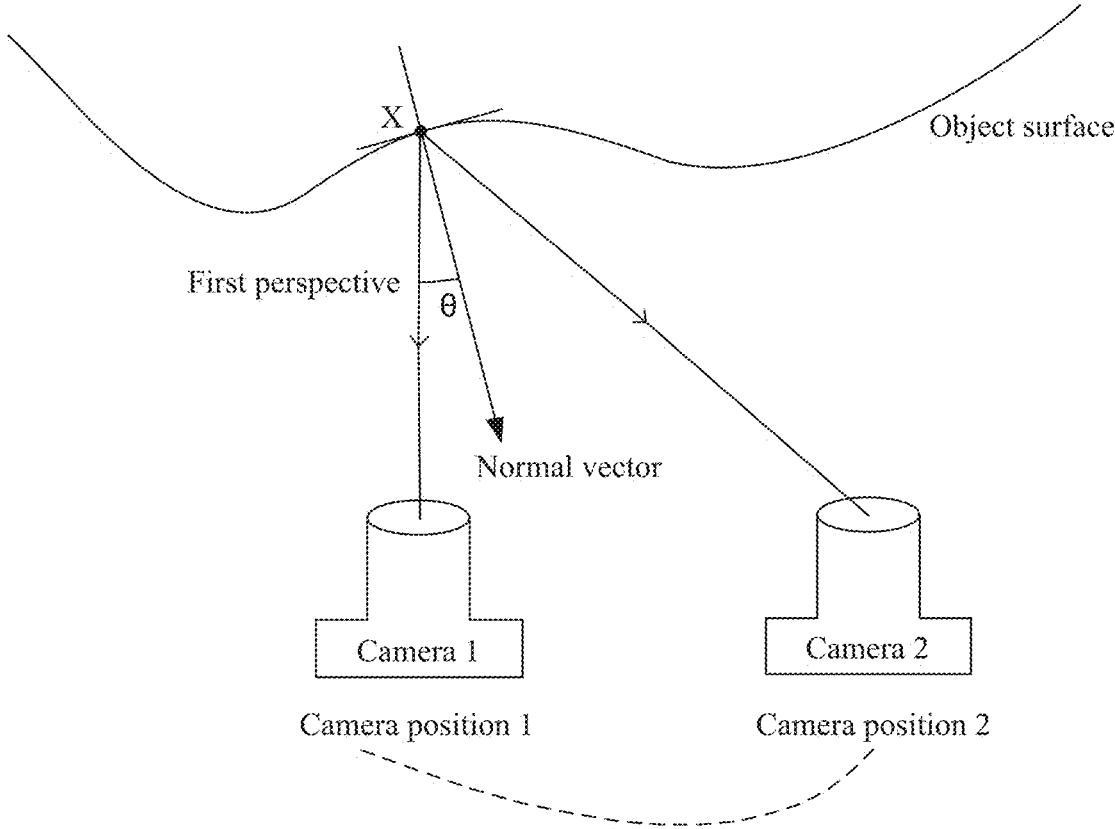 X
Object surface
First perspective
θ
Normal vector
Camera 1
Camera 2
Camera position 1
Camera position 2